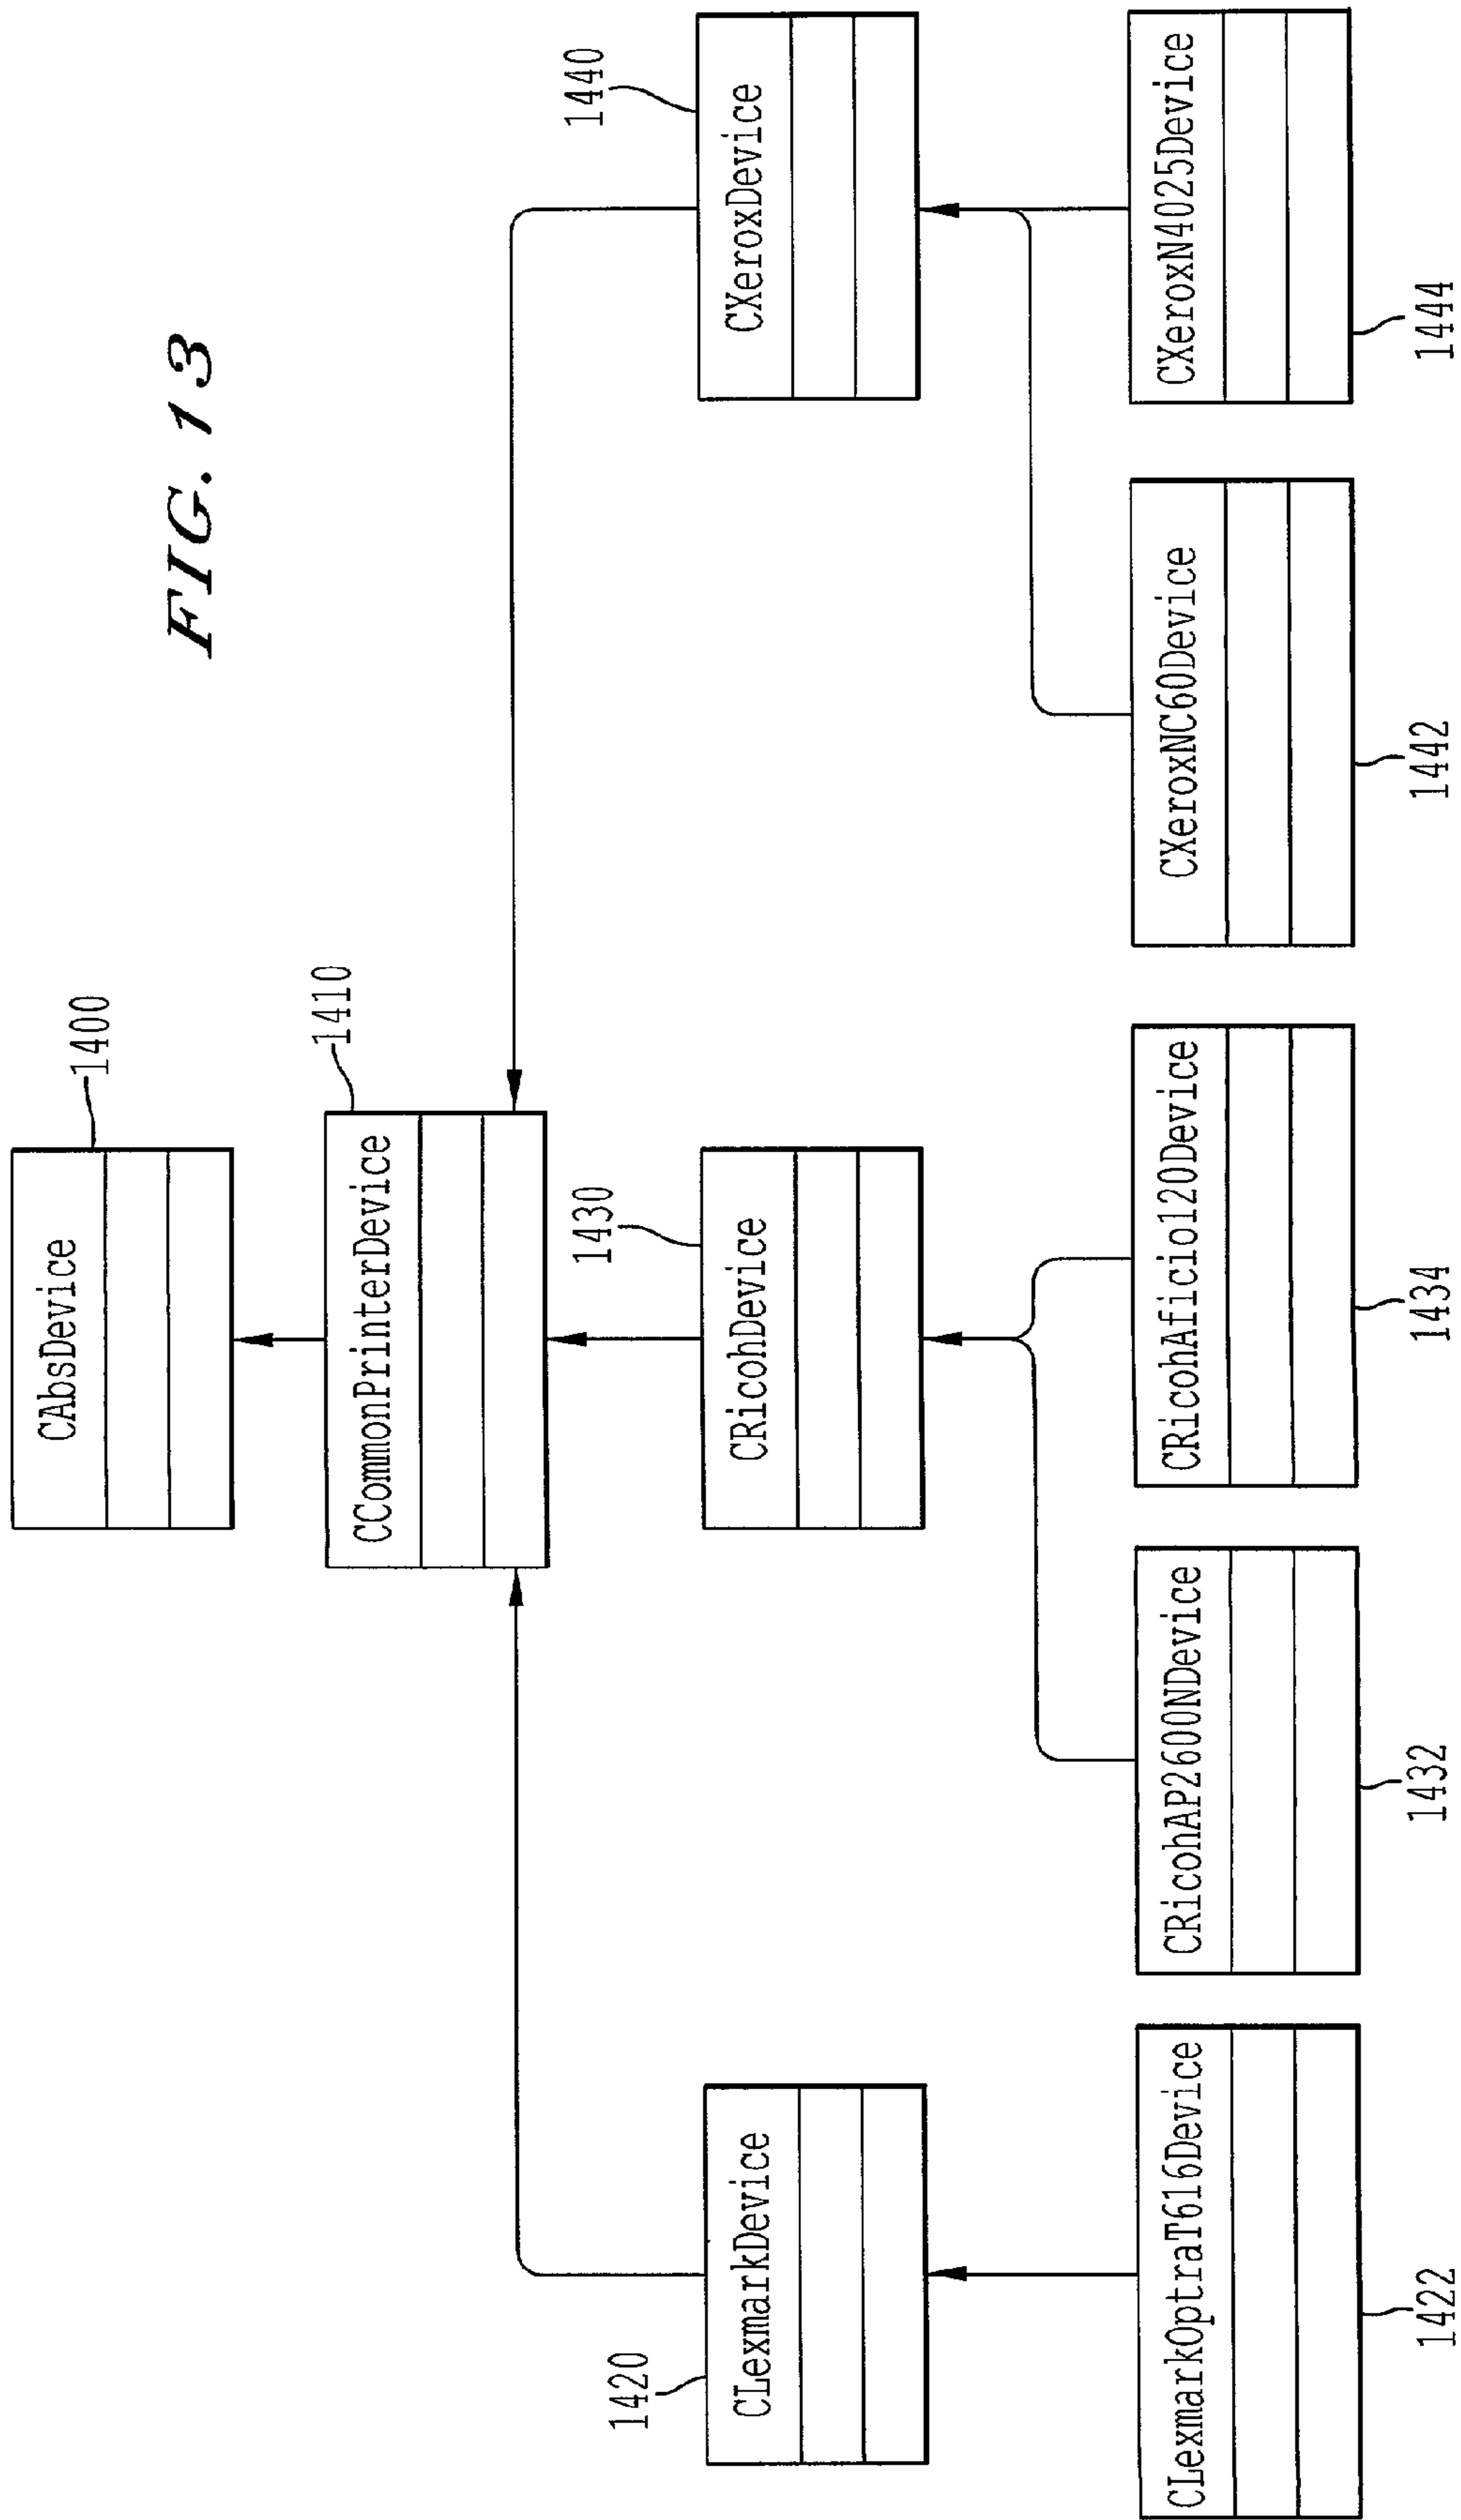 FIG. 13
CAbsDevice
1400
CCommonPrinterDevice
1410
1420
CLexmarkDevice
CRicohDevice
1430
CXeroxDevice
1440
CLexmarkOptraT616Device
CRicohAP2600NDevice
CRicohAficio120Device
CXeroxNC60Device
CXeroxN4025Device
1422
1432
1434
1442
1444